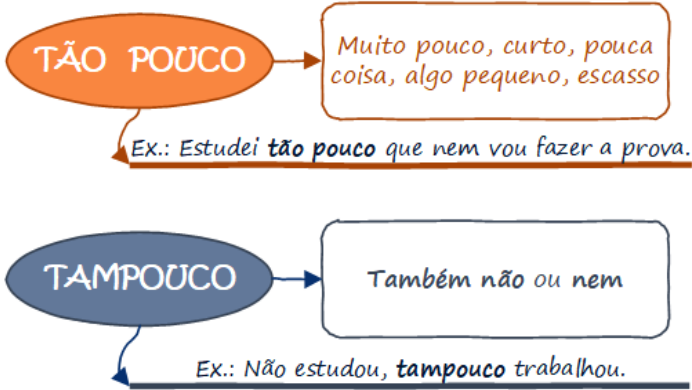 TÃO POUCO
Muito pouco, curto, pouca
coisa, algo pequeno, escasso
Ex.: Estudei tão pouco que nem vou fazer a prova.
TAMPOUCO
Também não ou nem
Ex.: Não estudou, tampouco trabalhou.